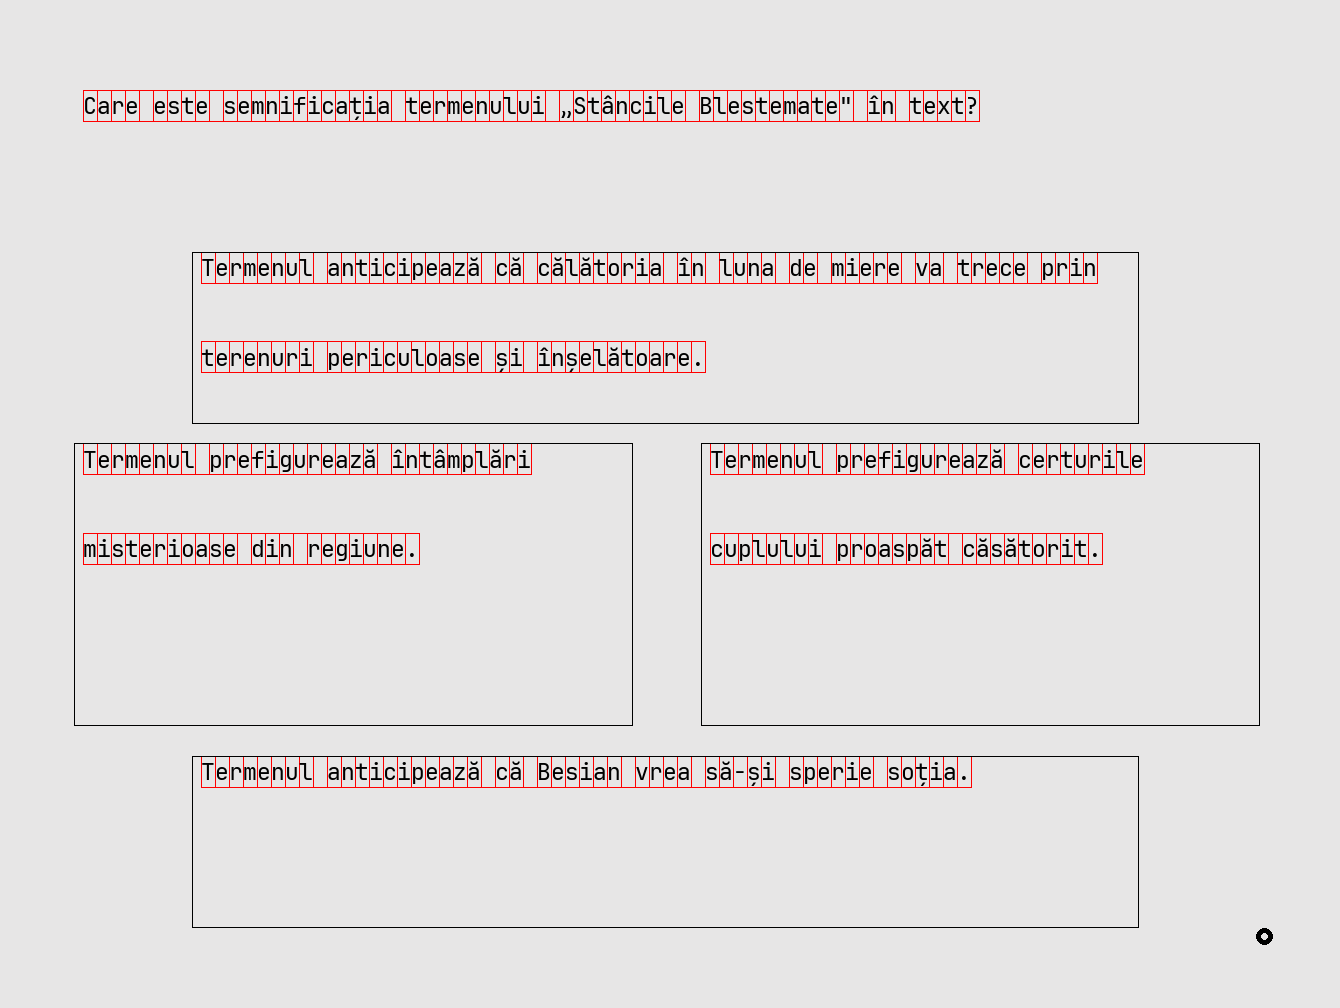 Care este semnificația termenului „Stâncile Blestemate" în text?
Termenul anticipează că călătoria în luna de miere va trece prin
terenuri periculoase și înșelătoare.
Termenul prefigurează întâmplări
misterioase din regiune.
Termenul prefigurează certurile
cuplului proaspăt căsătorit.
Termenul anticipează că Besian vrea să-și sperie soția.